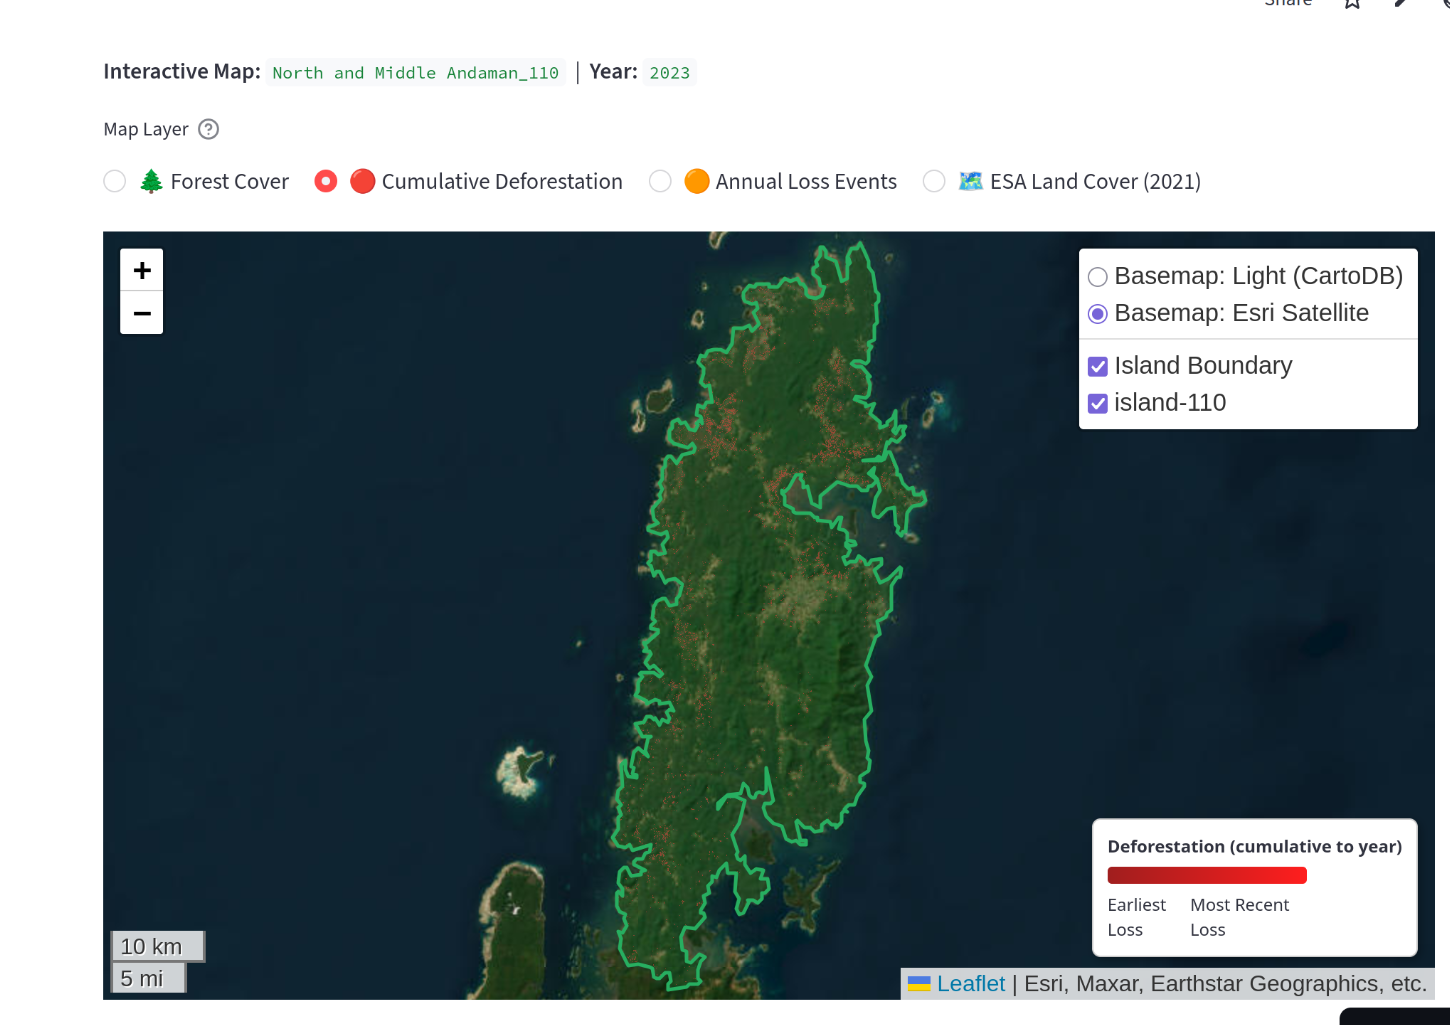 Share
Interactive Map: North and Middle Andaman_110 | Year: 2023
Map Layer ?
Forest Cover Cumulative Deforestation Annual Loss Events ESA Land Cover (2021)
+
−
Basemap: Light (CartoDB)
Basemap: Esri Satellite
Island Boundary
island-110
Deforestation (cumulative to year)
Earliest Loss Most Recent Loss
10 km
5 mi
Leaflet | Esri, Maxar, Earthstar Geographics, etc.